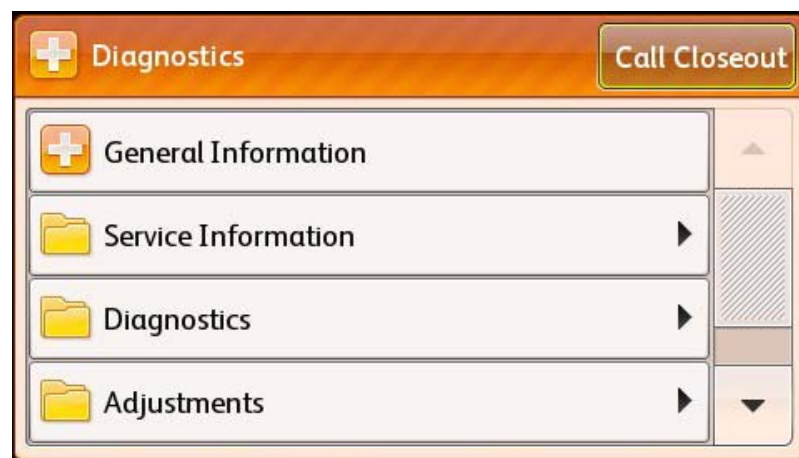 Diagnostics
Call Closeout
General Information
Service Information
Diagnostics
Adjustments